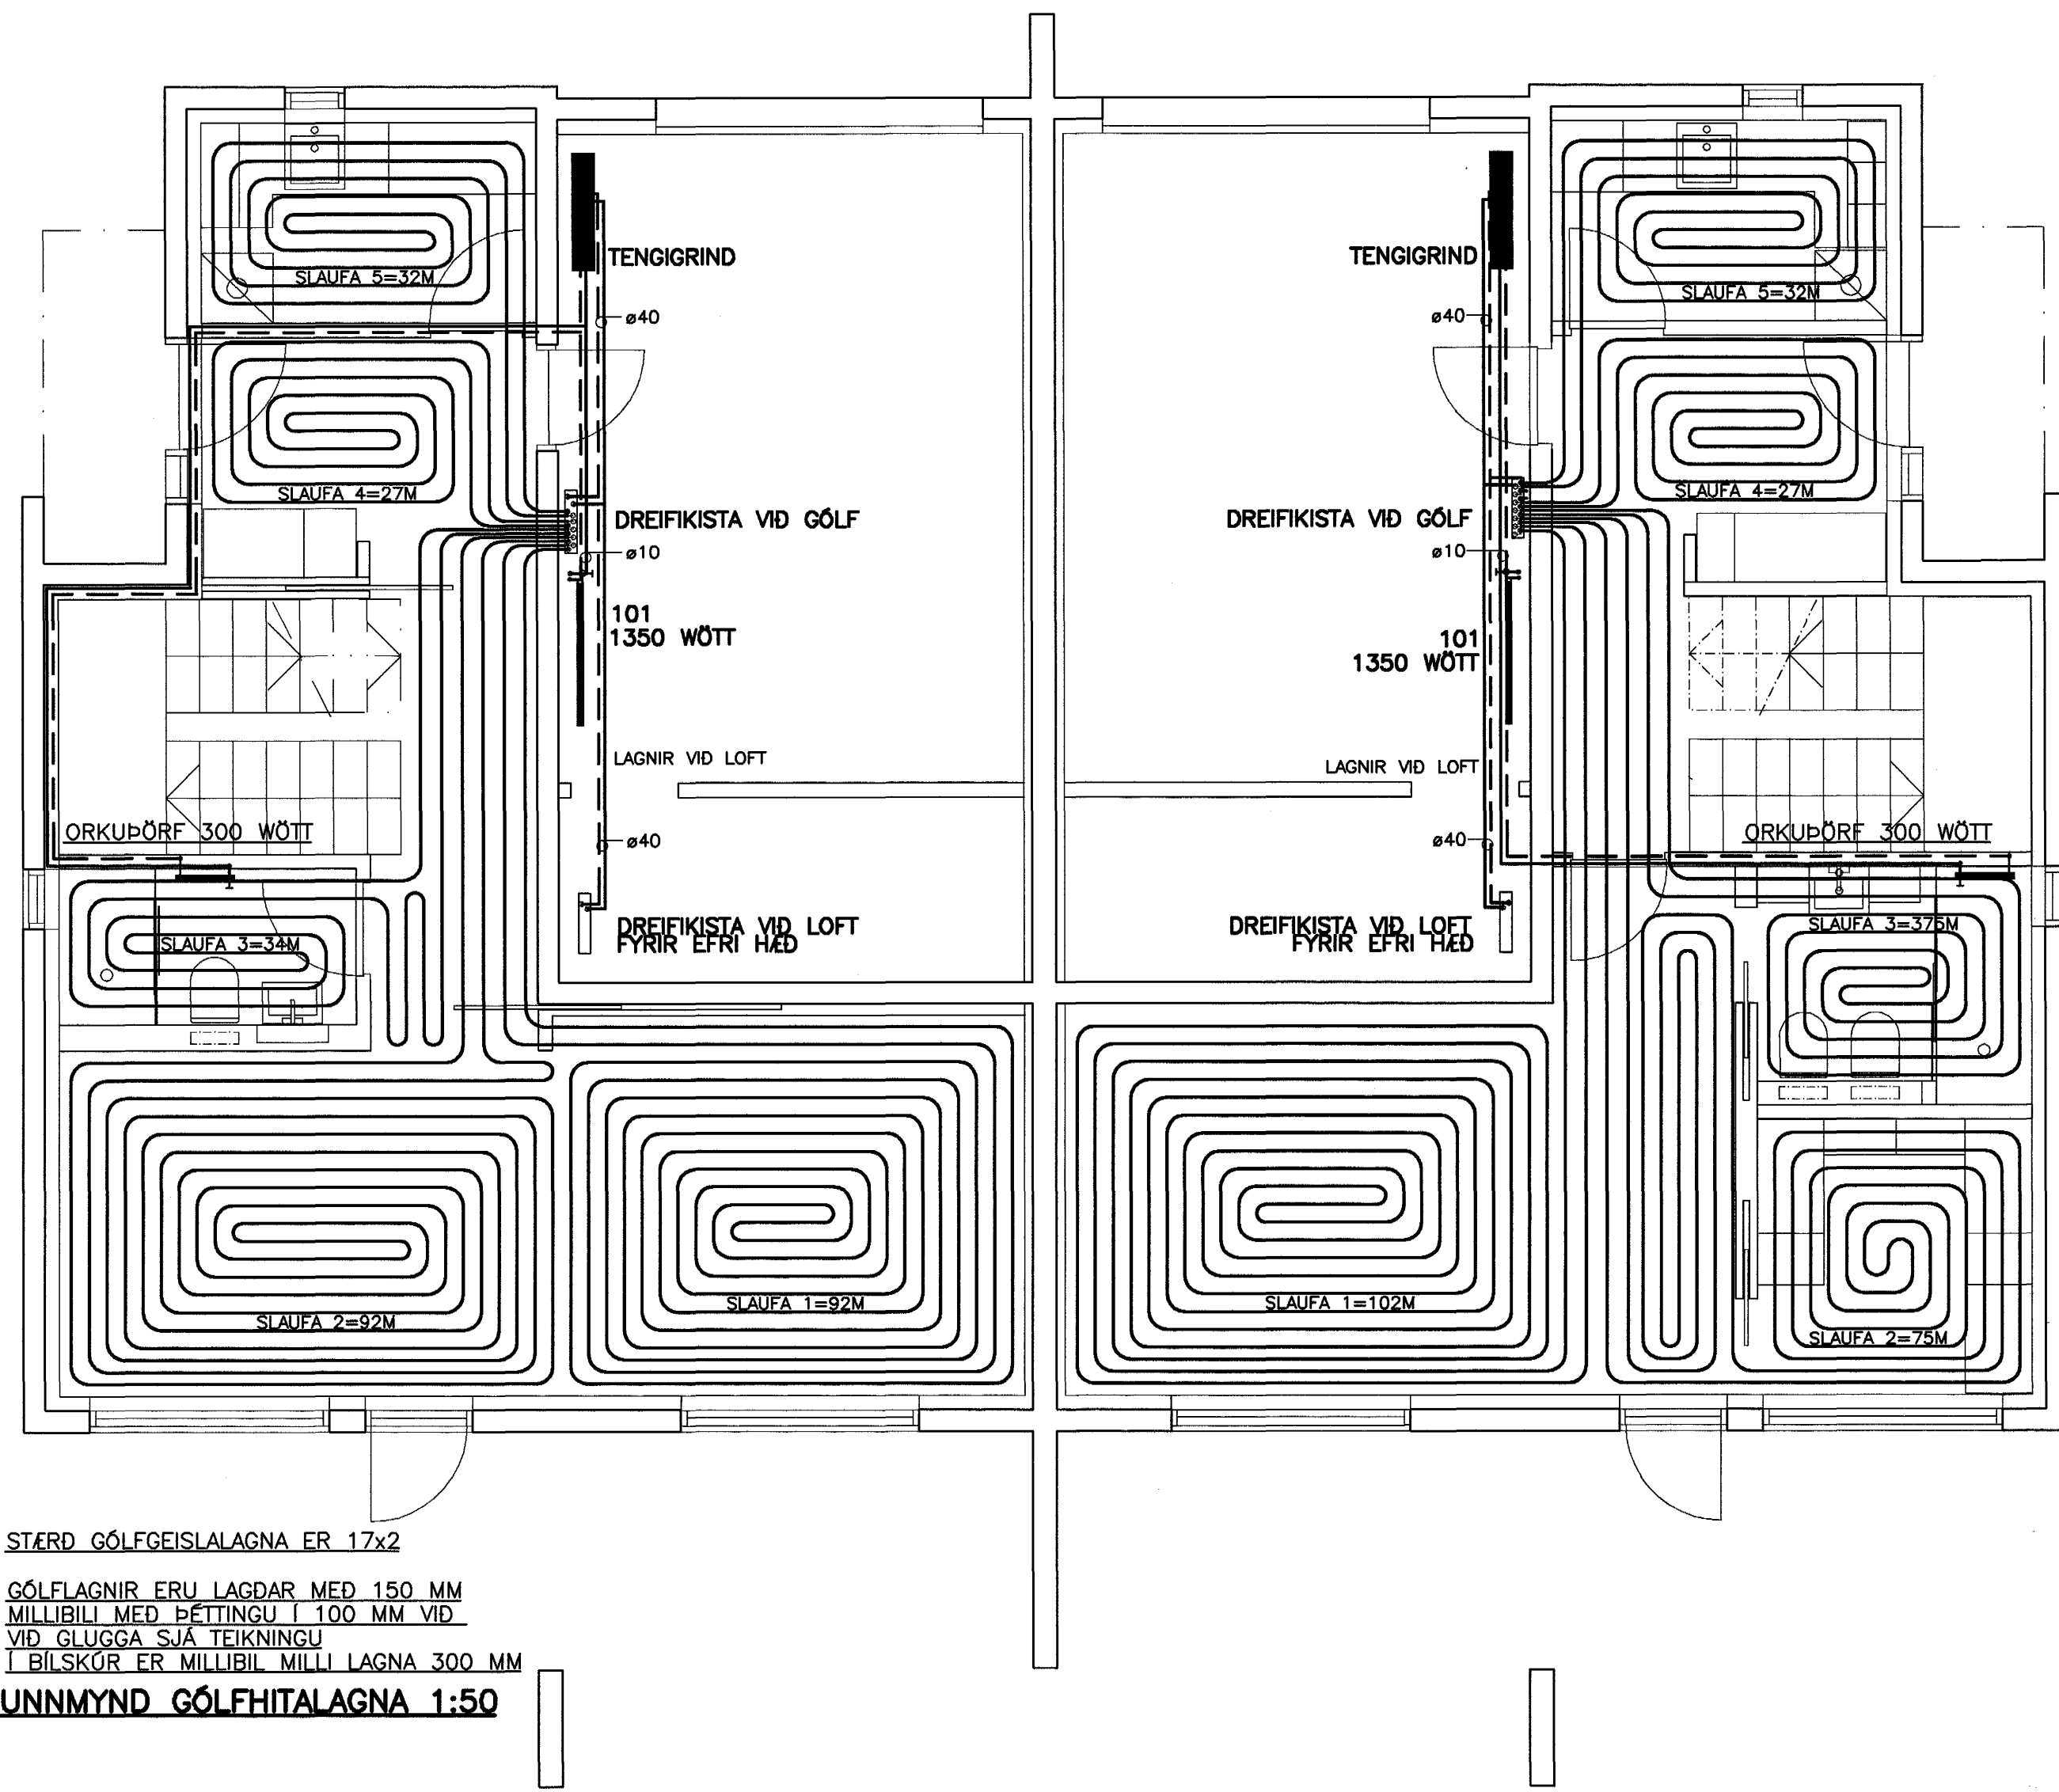 SLAUFA 5=32M
TENGIGRIND
ø40
SLAUFA 4=27M
DREIFIKISTA VIÐ GÓLF
ø10
101
1350 WÖTT
LAGNIR VIÐ LOFT
ORKUÞÖRF 300 WÖTT
ø40
SLAUFA 3=34M
DREIFIKISTA VIÐ LOFT
FYRIR EFRI HÆÐ
SLAUFA 2=92M
SLAUFA 1=92M
TENGIGRIND
SLAUFA 5=32M
ø40
SLAUFA 4=27M
DREIFIKISTA VIÐ GÓLF
ø10
101
1350 WÖTT
LAGNIR VIÐ LOFT
ORKUÞÖRF 300 WÖTT
ø40
SLAUFA 3=375M
DREIFIKISTA VIÐ LOFT
FYRIR EFRI HÆÐ
SLAUFA 1=102M
SLAUFA 2=75M
STÆRÐ GÓLFGEISLALAGNA ER 17x2
GÓLFLAGNIR ERU LAGÐAR MEÐ 150 MM
MILLIBILI MEÐ ÞÉTTINGU Í 100 MM VIÐ
VIÐ GLUGGA SJÁ TEIKNINGU
Í BÍLSKÚR ER MILLIBIL MILLI LAGNA 300 MM
UNNMYND GÓLFHITALAGNA 1:50